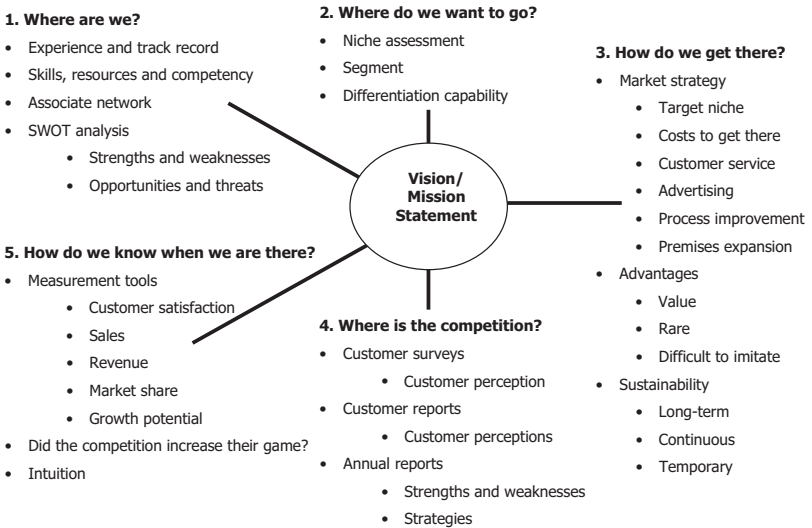 1. Where are we?
• Experience and track record
• Skills, resources and competency
• Associate network
• SWOT analysis
• Strengths and weaknesses
• Opportunities and threats
2. Where do we want to go?
• Niche assessment
• Segment
• Differentiation capability
3. How do we get there?
• Market strategy
• Target niche
• Costs to get there
• Customer service
• Advertising
• Process improvement
• Premises expansion
• Advantages
• Value
• Rare
• Difficult to imitate
• Sustainability
• Long-term
• Continuous
• Temporary
Vision/
Mission
Statement
4. Where is the competition?
• Customer surveys
• Customer perception
• Customer reports
• Customer perceptions
• Annual reports
• Strengths and weaknesses
• Strategies
5. How do we know when we are there?
• Measurement tools
• Customer satisfaction
• Sales
• Revenue
• Market share
• Growth potential
• Did the competition increase their game?
• Intuition